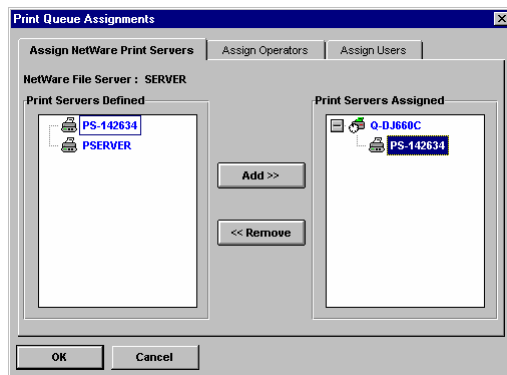 Print Queue Assignments
Assign NetWare Print Servers
Assign Operators
Assign Users
NetWare File Server : SERVER
Print Servers Defined
PS-142634
PSERVER
Add >>
<< Remove
Print Servers Assigned
Q-DJ660C
PS-142634
OK
Cancel